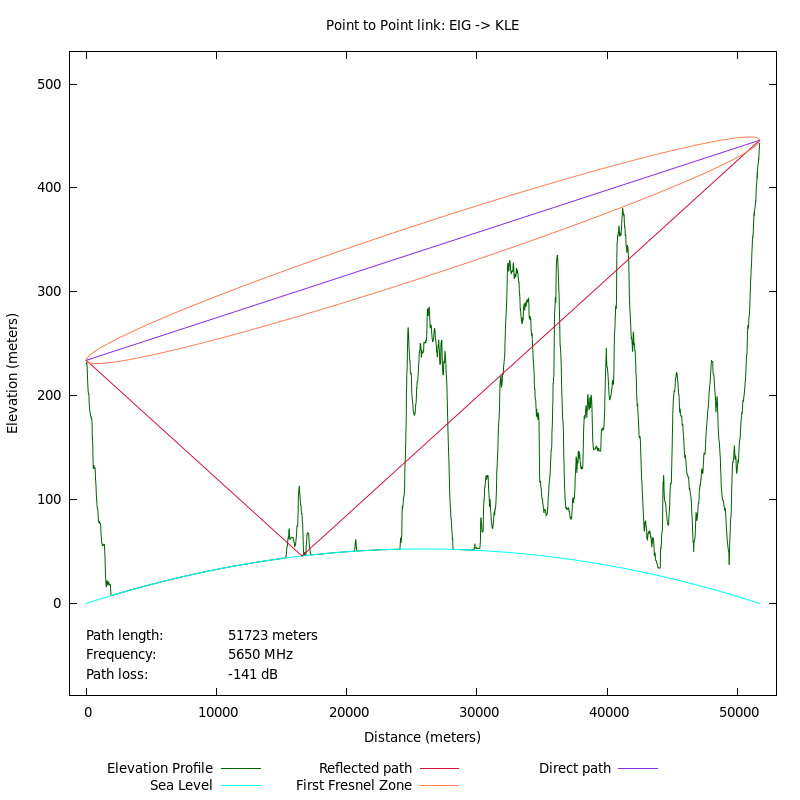 Point to Point link: EIG -> KLE
500
400
300
200
100
0
Elevation (meters)
Path length: 51723 meters
Frequency: 5650 MHz
Path loss: -141 dB
0 10000 20000 30000 40000 50000
Distance (meters)
Elevation Profile Reflected path Direct path
Sea Level First Fresnel Zone